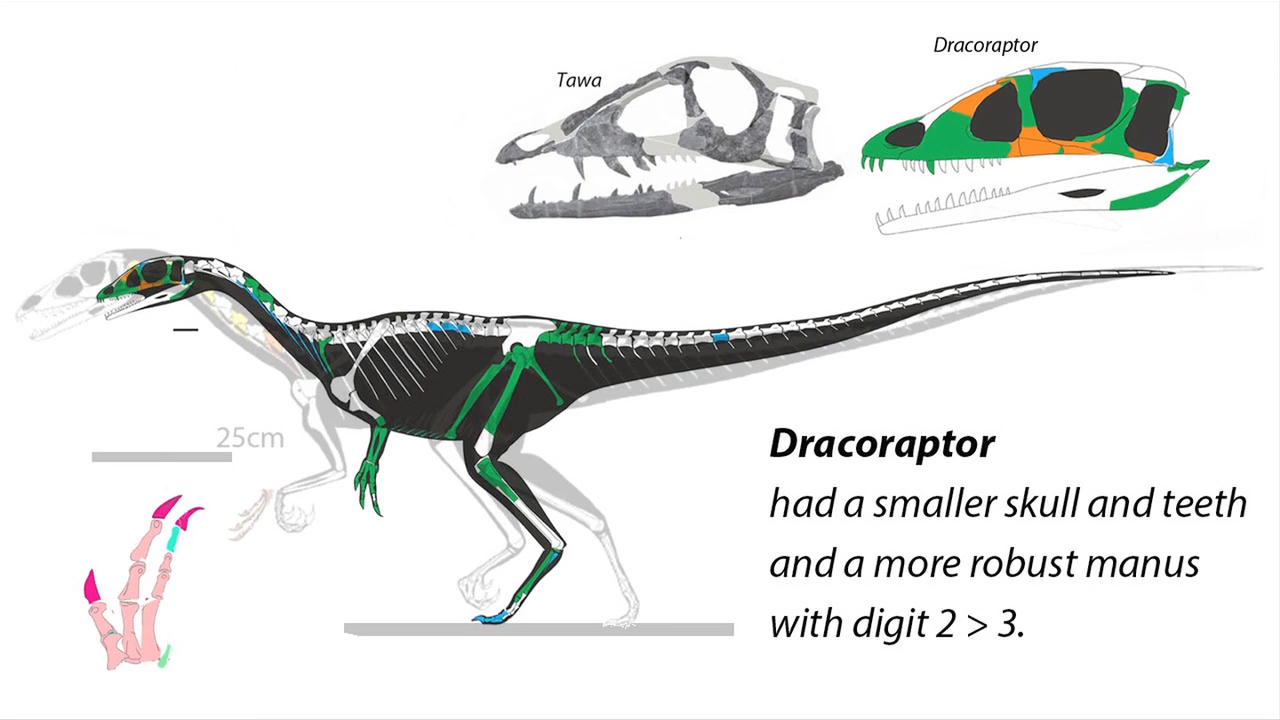 Dracoraptor
Tawa
25cm
Dracoraptor
had a smaller skull and teeth
and a more robust manus
with digit 2 > 3.